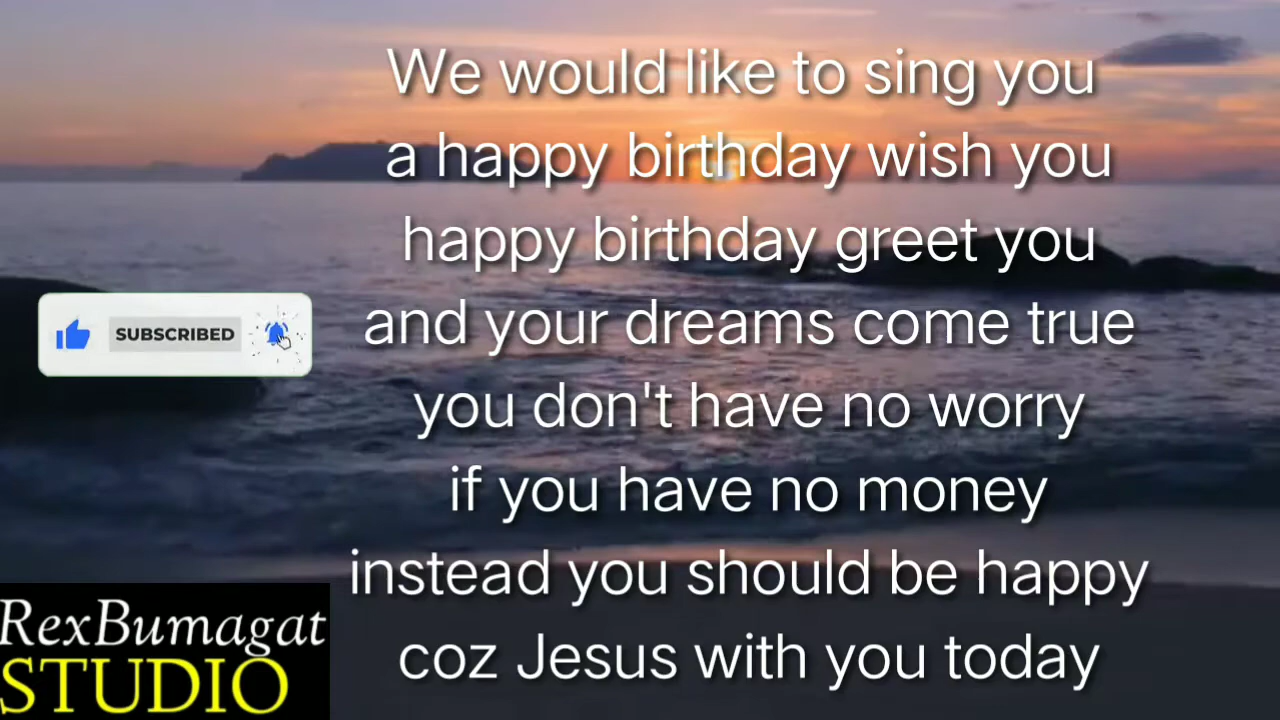 We would like to sing you
a happy birthday wish you
happy birthday greet you
and your dreams come true
you don't have no worry
if you have no money
instead you should be happy
coz Jesus with you today
SUBSCRIBED
RexBumagat
STUDIO